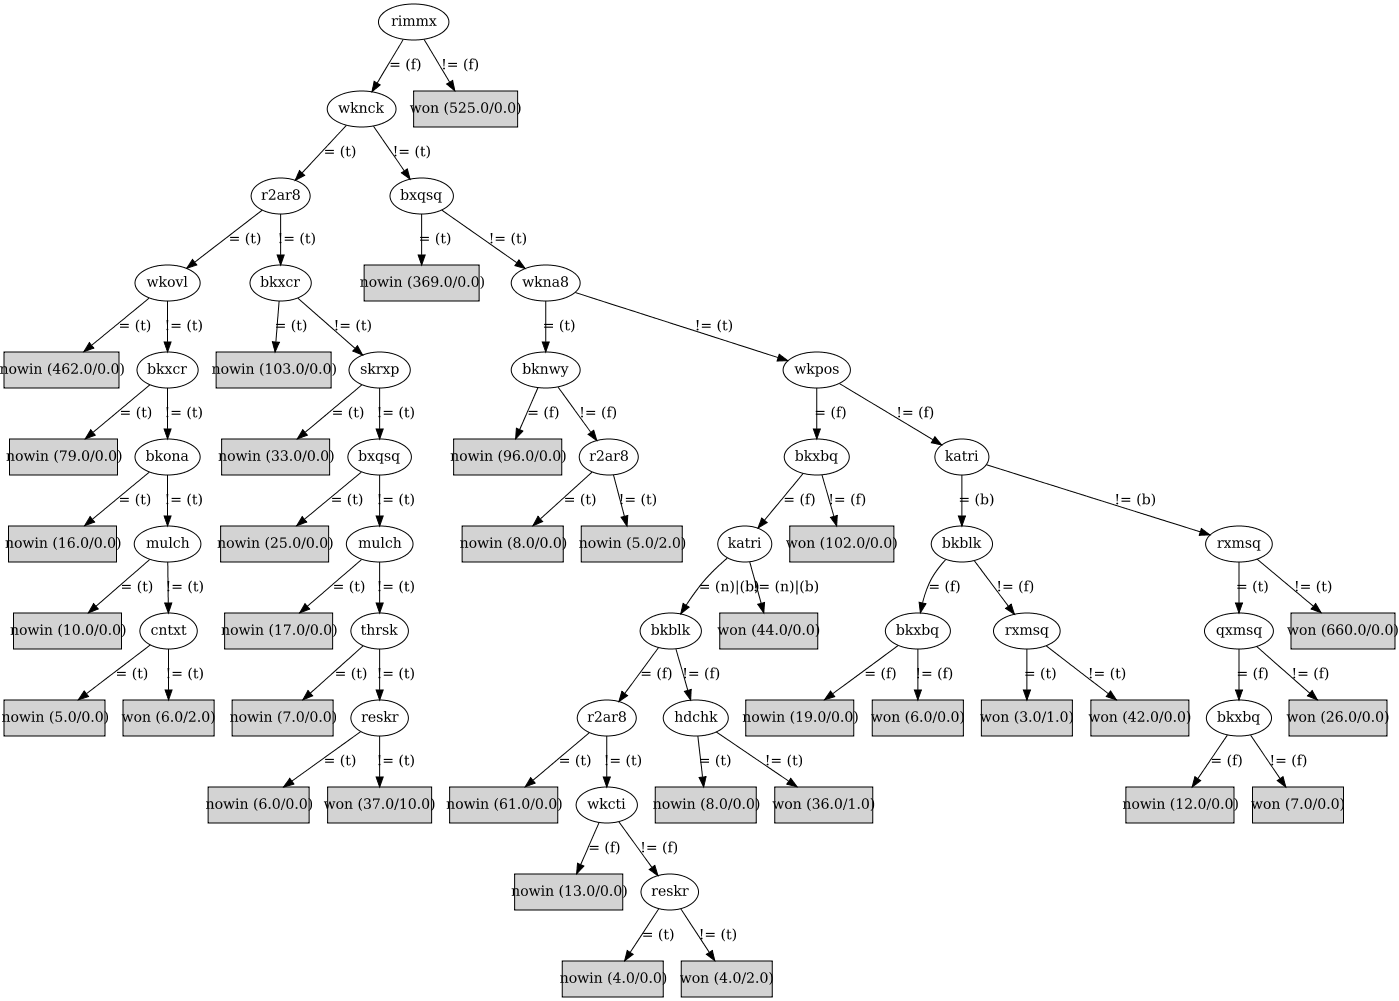 rimmx
= (f) != (f)
wknck won (525.0/0.0)
= (t) != (t)
r2ar8 bxqsq
= (t) != (t) = (t) != (t)
wkovl bkxcr nowin (369.0/0.0) wkna8
= (t) != (t) = (t) != (t) = (t) != (t)
nowin (462.0/0.0) bkxcr nowin (103.0/0.0) skrxp bknwy wkpos
= (t) != (t) = (t) != (t) = (f) != (f) = (f) != (f)
nowin (79.0/0.0) bkona nowin (33.0/0.0) bxqsq nowin (96.0/0.0) r2ar8 bkxbq katri
= (t) != (t) = (t) != (t) = (t) != (t) = (f) != (f) = (b) != (b)
nowin (16.0/0.0) mulch nowin (25.0/0.0) mulch nowin (8.0/0.0) nowin (5.0/2.0) katri won (102.0/0.0) bkblk rxmsq
= (t) != (t) = (t) != (t) = (n)|(b) != (n)|(b) = (f) != (f) = (t) != (t)
nowin (10.0/0.0) cntxt nowin (17.0/0.0) thrsk bkblk won (44.0/0.0) bkxbq rxmsq qxmsq won (660.0/0.0)
= (t) != (t) = (t) != (t) = (f) != (f) = (f) != (f) = (t) != (t) = (f) != (f)
nowin (5.0/0.0) won (6.0/2.0) nowin (7.0/0.0) reskr r2ar8 hdchk nowin (19.0/0.0) won (6.0/0.0) won (3.0/1.0) won (42.0/0.0) bkxbq won (26.0/0.0)
= (t) != (t) = (t) != (t) = (t) != (t) = (f) != (f)
nowin (6.0/0.0) won (37.0/10.0) nowin (61.0/0.0) wkcti nowin (8.0/0.0) won (36.0/1.0) nowin (12.0/0.0) won (7.0/0.0)
= (f) != (f)
nowin (13.0/0.0) reskr
= (t) != (t)
nowin (4.0/0.0) won (4.0/2.0)